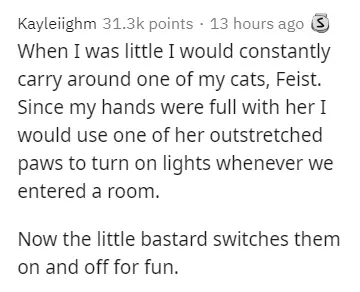 Kayleiighm 31.3k points · 13 hours ago S
When I was little I would constantly
carry around one of my cats, Feist.
Since my hands were full with her I
would use one of her outstretched
paws to turn on lights whenever we
entered a room.
Now the little bastard switches them
on and off for fun.